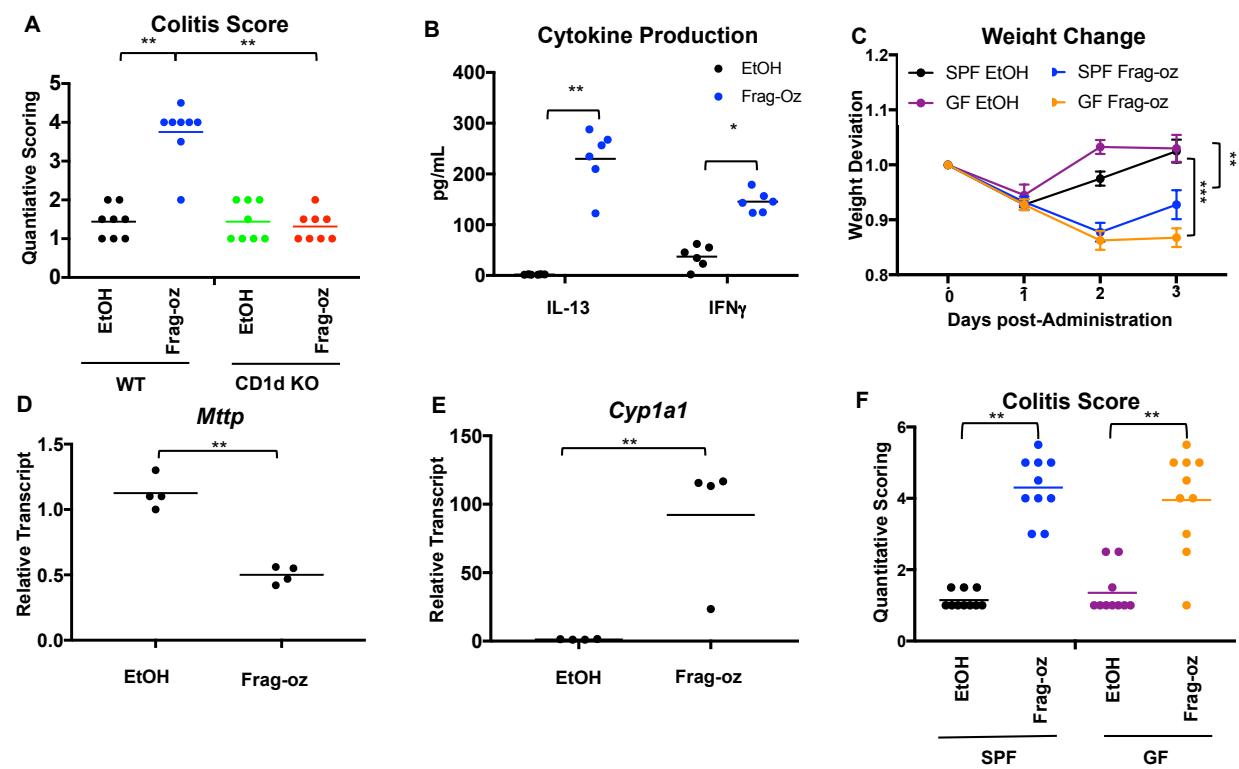 A
Colitis Score
**
**
Quantiative Scoring
5
4
3
2
1
0
EtOH
Frag-oz
EtOH
Frag-oz
WT
CD1d KO
B
Cytokine Production
EtOH
Frag-Oz
**
*
pg/mL
400
300
200
100
0
IL-13
IFNγ
C
Weight Change
SPF EtOH
SPF Frag-oz
GF EtOH
GF Frag-oz
**
***
Weight Deviation
1.2
1.1
1.0
0.9
0.8
0
1
2
3
Days post-Administration
D
Mttp
**
Relative Transcript
1.5
1.0
0.5
0.0
EtOH
Frag-oz
E
Cyp1a1
**
Relative Transcript
150
100
50
0
EtOH
Frag-oz
F
Colitis Score
**
**
Quantitative Scoring
6
4
2
0
EtOH
Frag-oz
EtOH
Frag-oz
SPF
GF